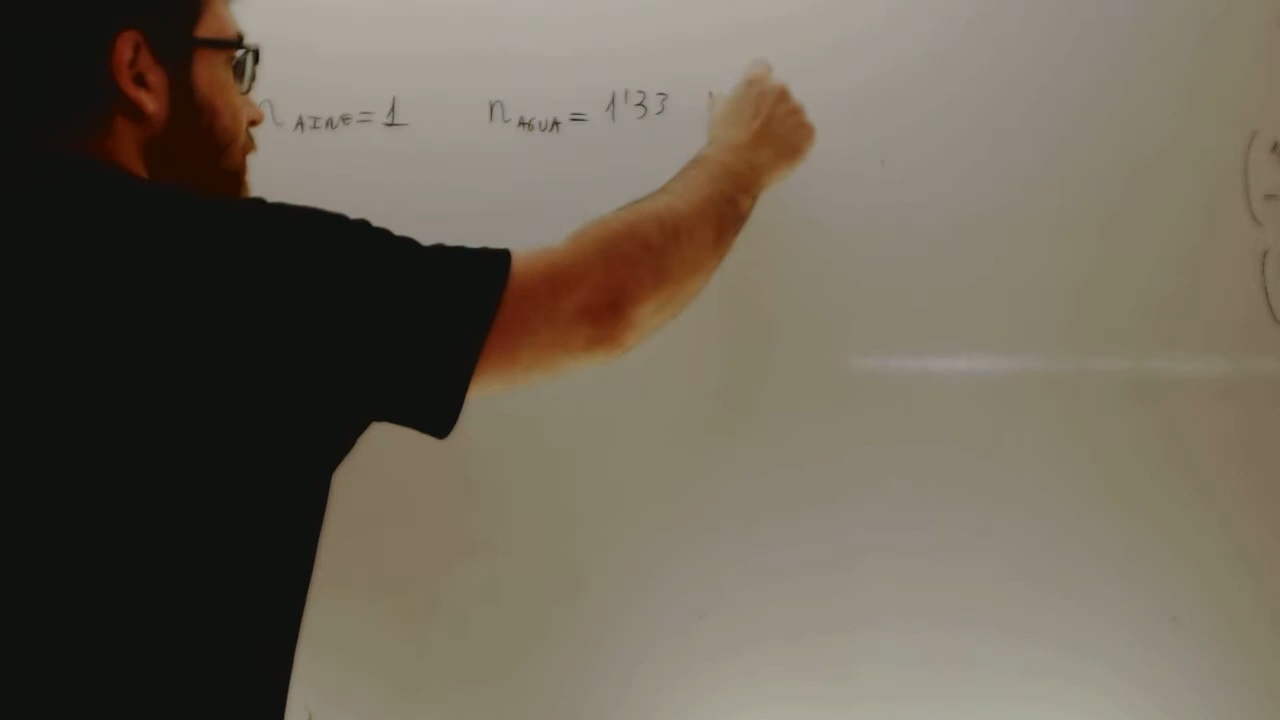 n AIRE = 1 n AGUA = 1'33